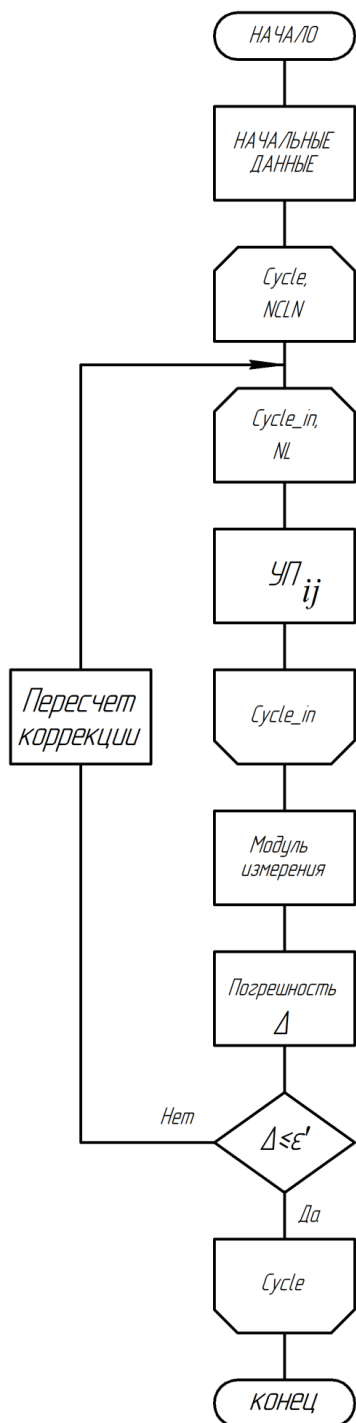 НАЧАЛО
НАЧАЛЬНЫЕ
ДАННЫЕ
Cycle,
NCLN
Cycle_in,
NL
УП ij
Cycle_in
Пересчет
коррекции
Модуль
измерения
Погрешность
Δ
Нет
Δ≤ε'
Да
Cycle
КОНЕЦ